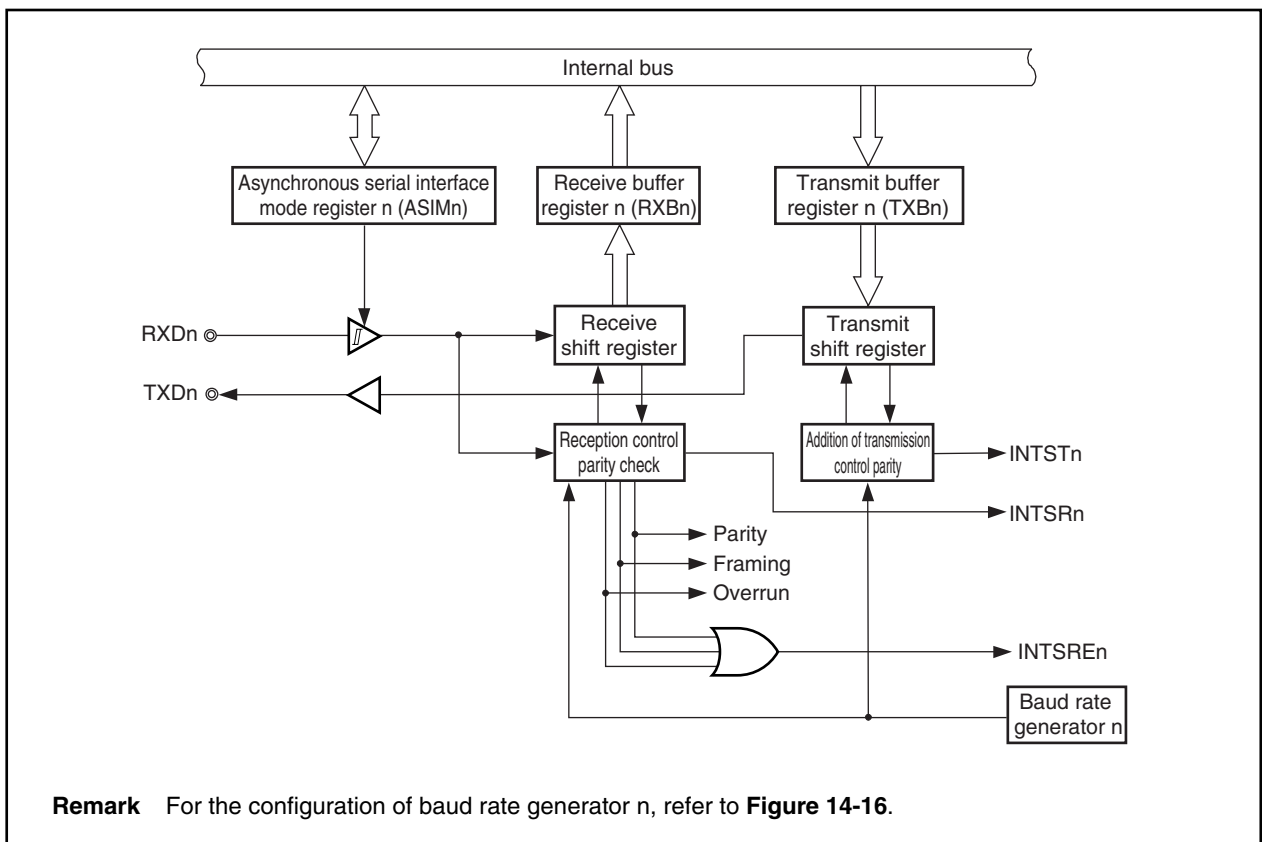 Internal bus
Asynchronous serial interface
mode register n (ASIMn)
Receive buffer
register n (RXBn)
Transmit buffer
register n (TXBn)
RXDn
Receive
shift register
Transmit
shift register
TXDn
Reception control
parity check
Addition of transmission
control parity
INTSTn
INTSRn
Parity
Framing
Overrun
INTSREn
Baud rate
generator n
Remark For the configuration of baud rate generator n, refer to Figure 14-16.